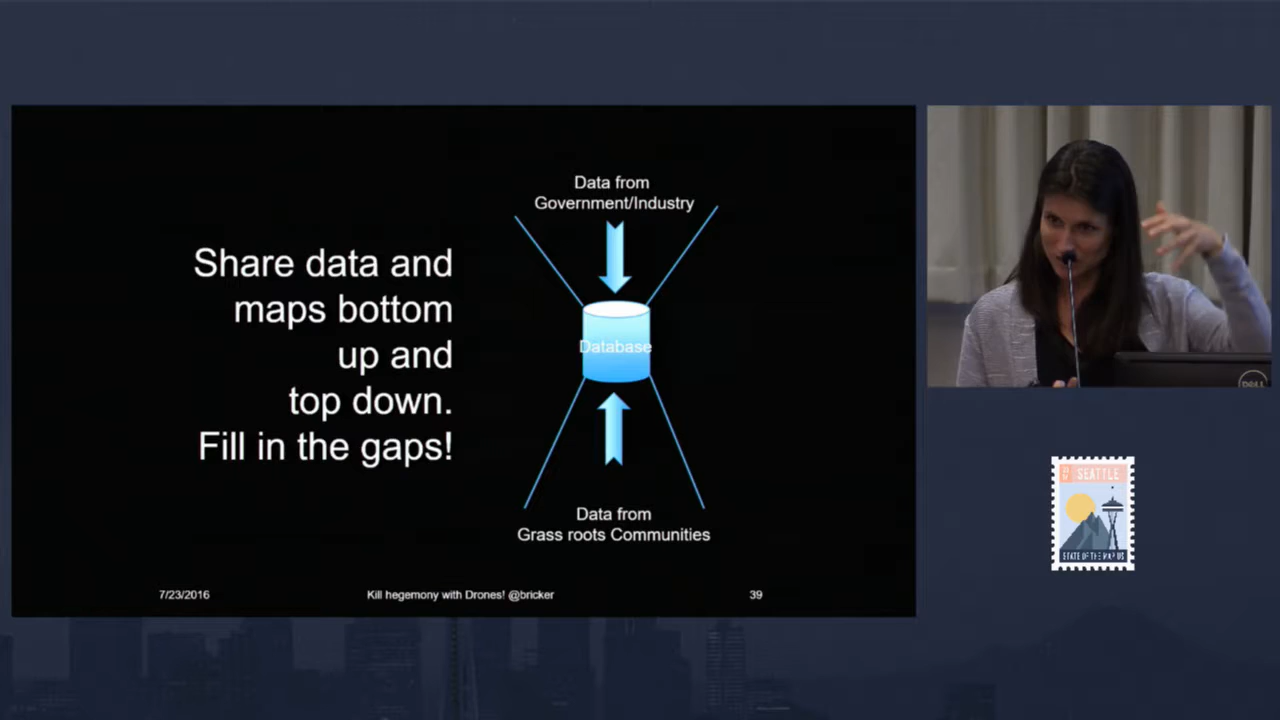 Share data and
maps bottom
up and
top down.
Fill in the gaps!
Data from
Government/Industry
Database
Data from
Grass roots Communities
7/23/2016
Kill hegemony with Drones! @bricker
39
DELL
SEATTLE
STATE OF THE MAP US